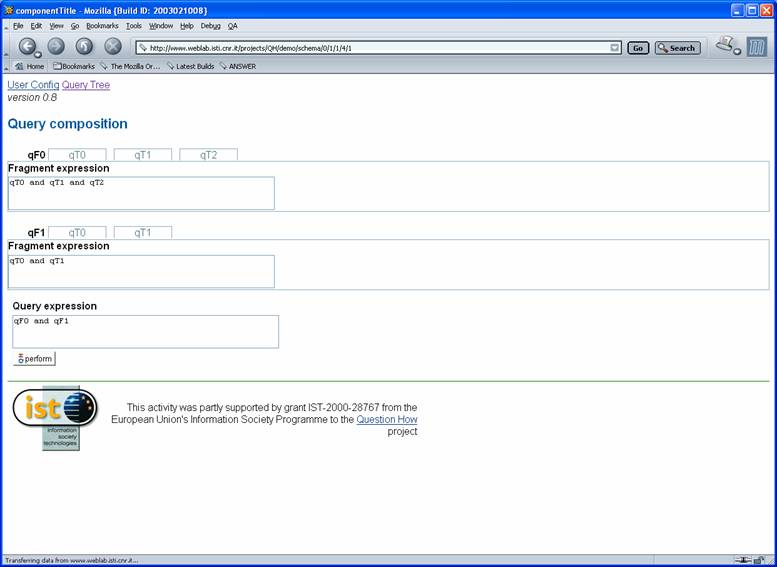 componentTitle - Mozilla {Build ID: 2003021008}
File Edit View Go Bookmarks Tools Window Help Debug QA
http://www.weblab.isti.cnr.it/projects/QH/demo/schema/0/1/1/4/1 Go Search
Home Bookmarks The Mozilla Or... Latest Builds ANSWER
User Config Query Tree
version 0.8
Query composition
qF0 qT0 qT1 qT2
Fragment expression
qT0 and qT1 and qT2
qF1 qT0 qT1
Fragment expression
qT0 and qT1
Query expression
qF0 and qF1
perform
ist
information
society
technologies
This activity was partly supported by grant IST-2000-28767 from the
European Union's Information Society Programme to the Question How
project
Transferring data from www.weblab.isti.cnr.it...